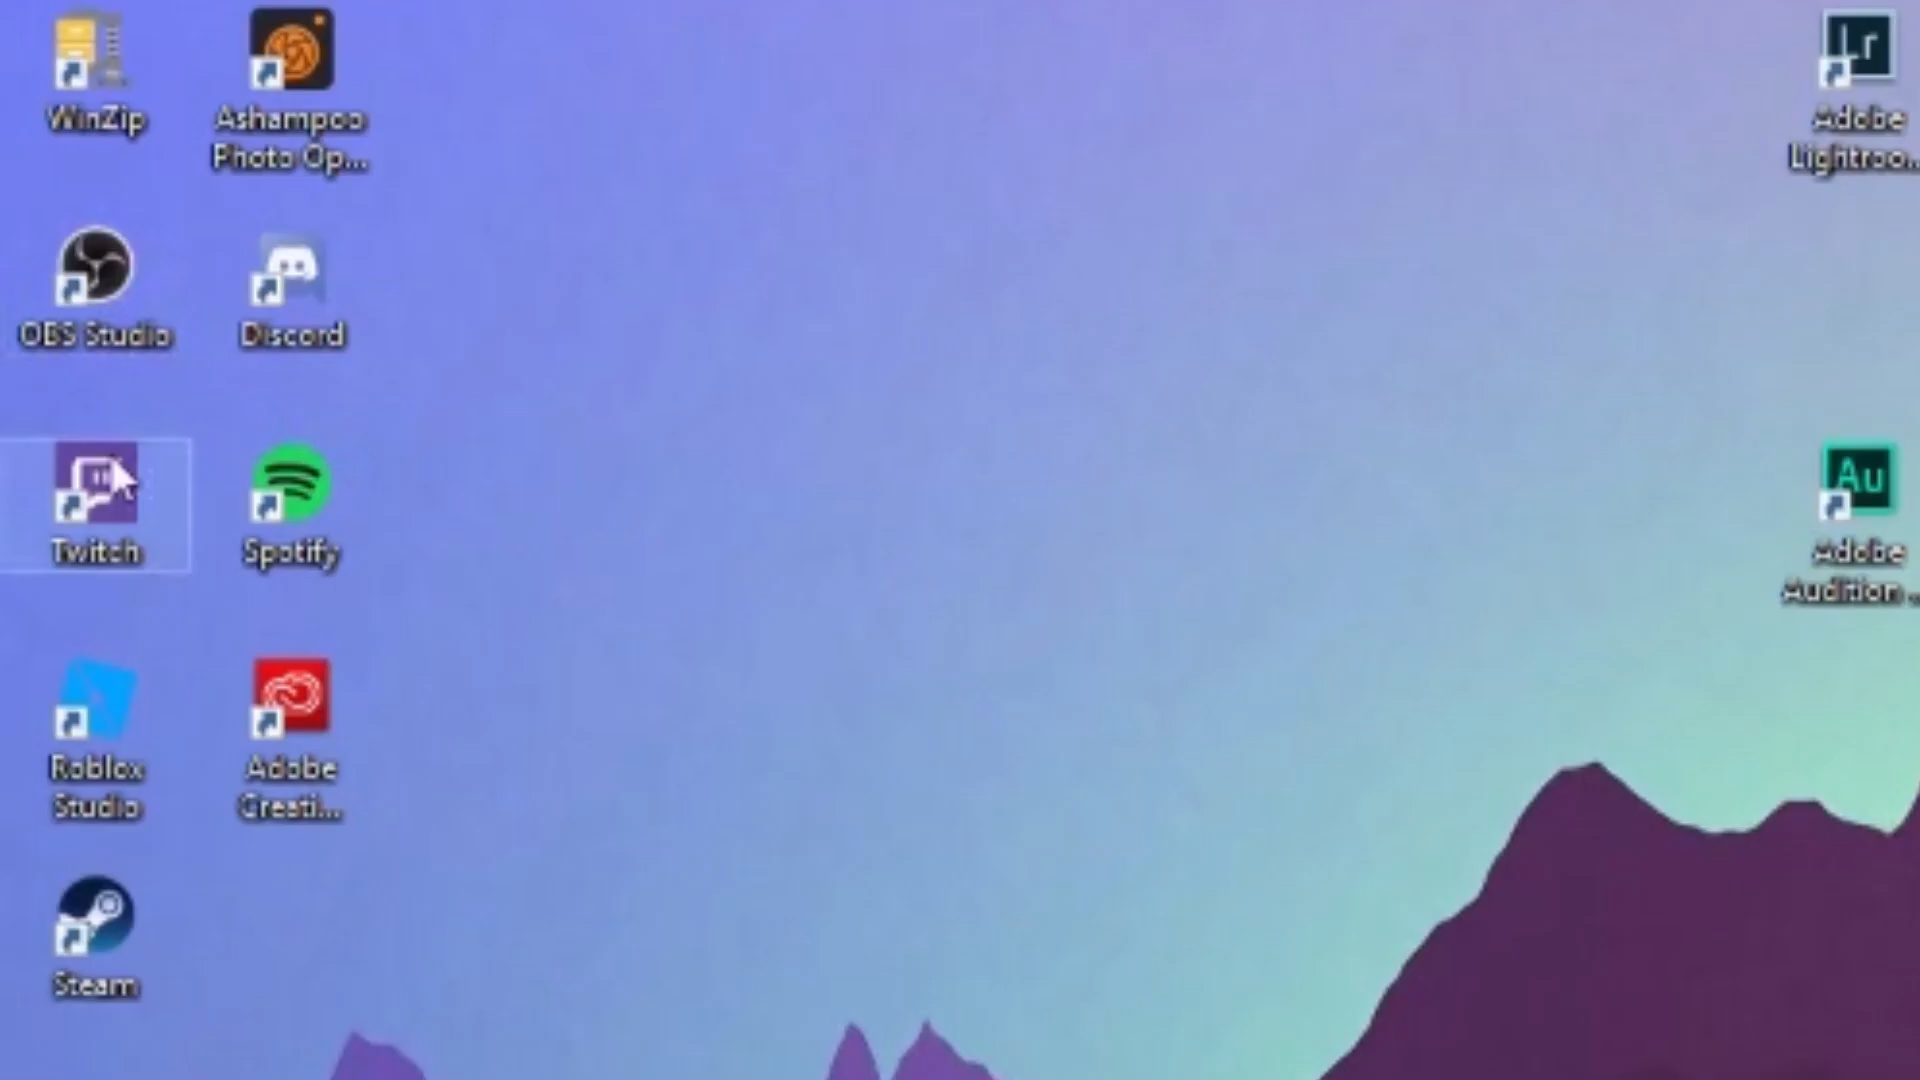 WinZip
Ashampoo
Photo Op...
Lr
Adobe
Lightroo...
OBS Studio
Discord
Twitch
Spotify
Au
Adobe
Audition ...
Roblox
Studio
Adobe
Creati...
Steam